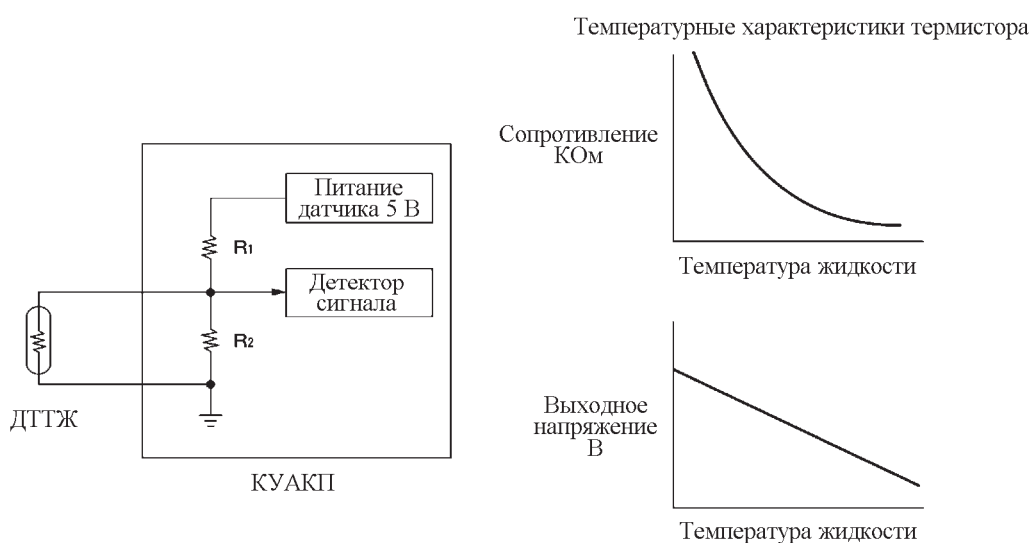 Температурные характеристики термистора
Сопротивление
КОм
Температура жидкости
Питание
датчика 5 В
R1
Детектор
сигнала
R2
ДТТЖ
КУАКП
Выходное
напряжение
В
Температура жидкости